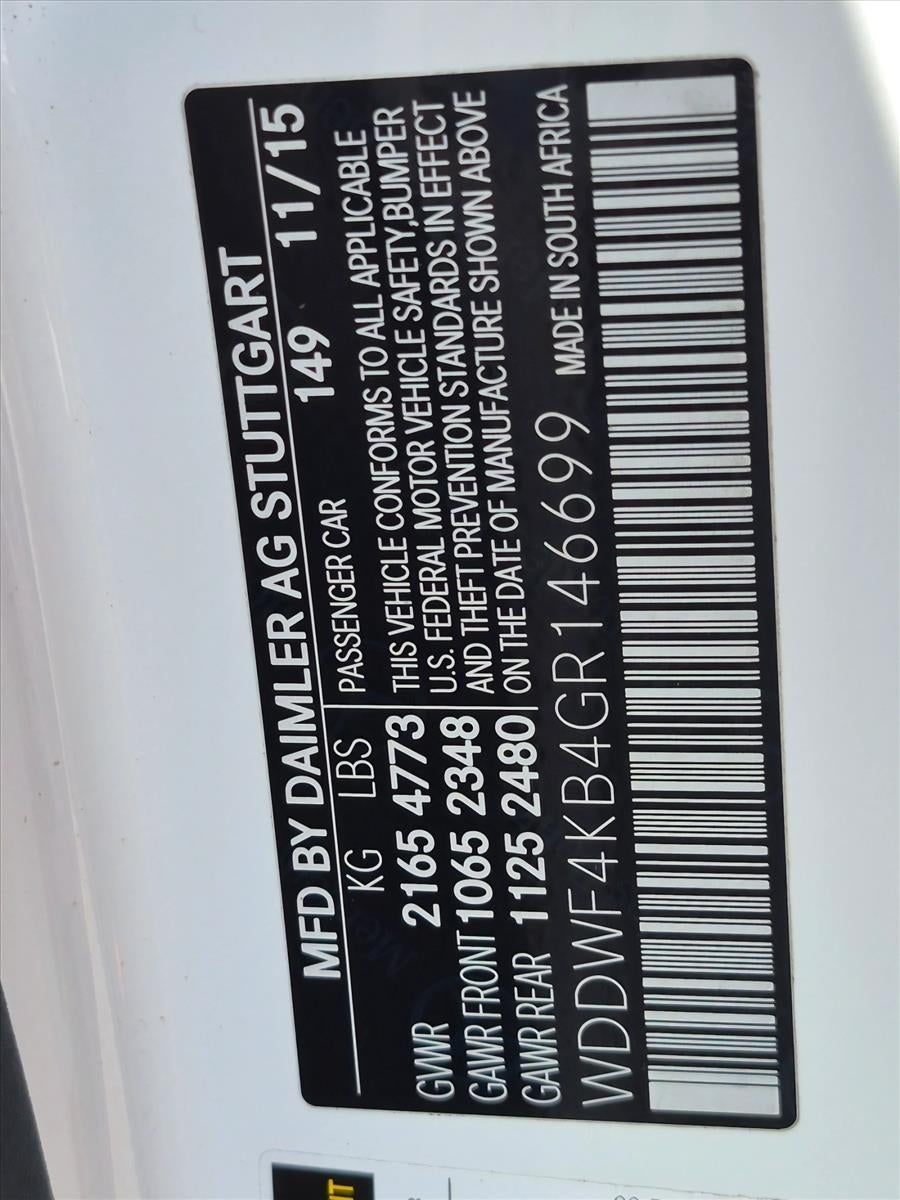 MFD BY DAIMLER AG STUTTGART
149 11/15
KG LBS
PASSENGER CAR
GWR 2165 4773
GAWR FRONT 1065 2348
GAWR REAR 1125 2480
THIS VEHICLE CONFORMS TO ALL APPLICABLE
U.S. FEDERAL MOTOR VEHICLE SAFETY,BUMPER
AND THEFT PREVENTION STANDARDS IN EFFECT
ON THE DATE OF MANUFACTURE SHOWN ABOVE
WDDWF4KB4GR146699 MADE IN SOUTH AFRICA